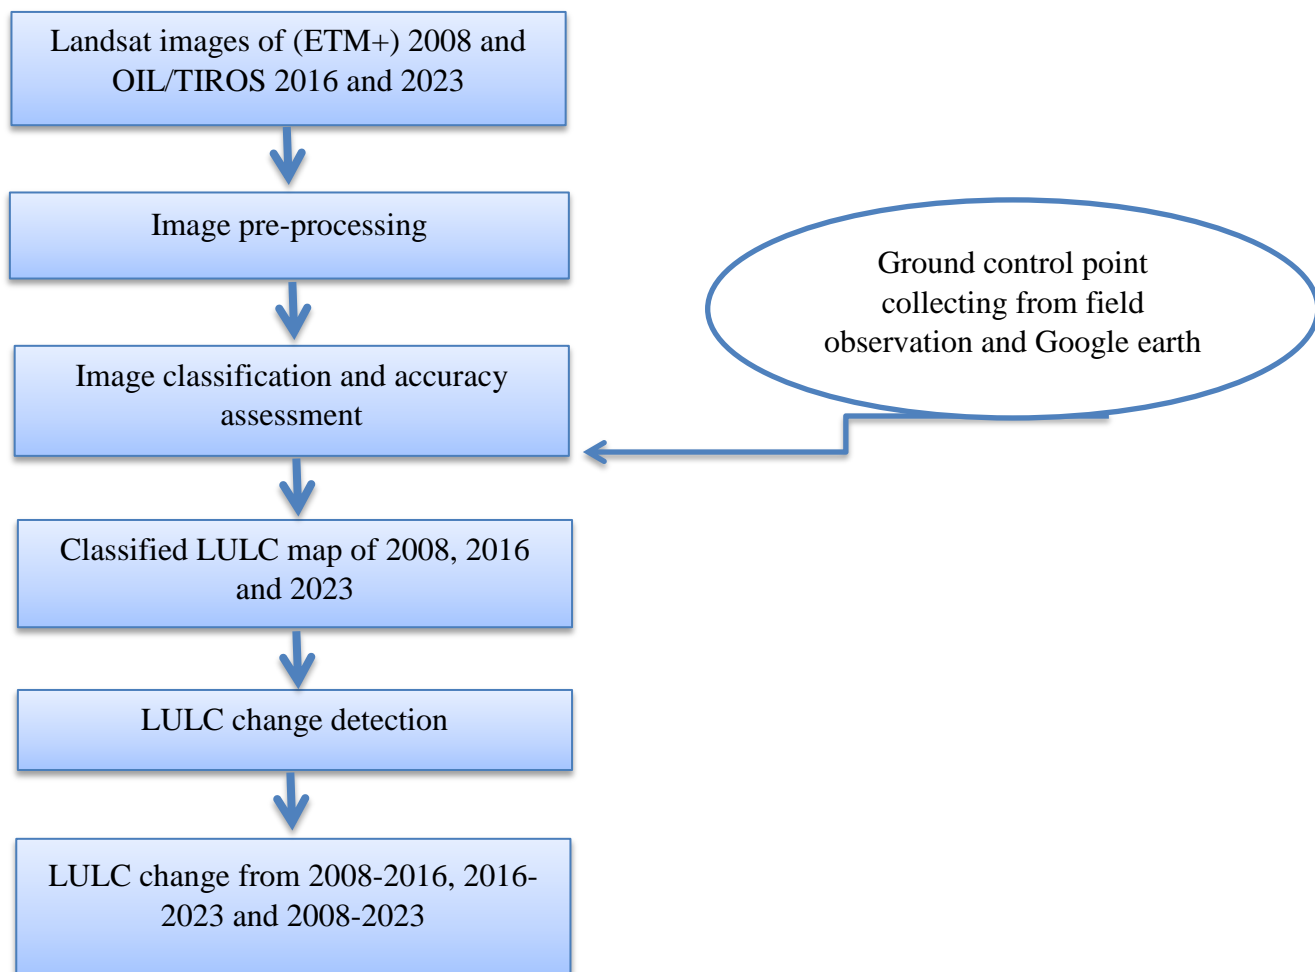 Landsat images of (ETM+) 2008 and
OIL/TIROS 2016 and 2023
Image pre-processing
Ground control point
collecting from field
observation and Google earth
Image classification and accuracy
assessment
Classified LULC map of 2008, 2016
and 2023
LULC change detection
LULC change from 2008-2016, 2016-
2023 and 2008-2023